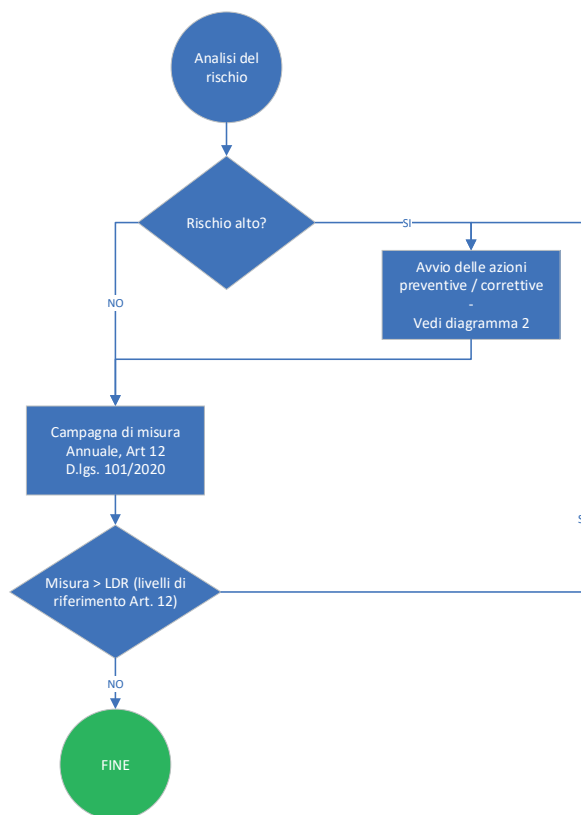 Analisi del
rischio
Rischio alto?
SI
Avvio delle azioni
preventive / correttive
-
Vedi diagramma 2
NO
Campagna di misura
Annuale, Art 12
D.lgs. 101/2020
Misura > LDR (livelli di
riferimento Art. 12)
NO
FINE